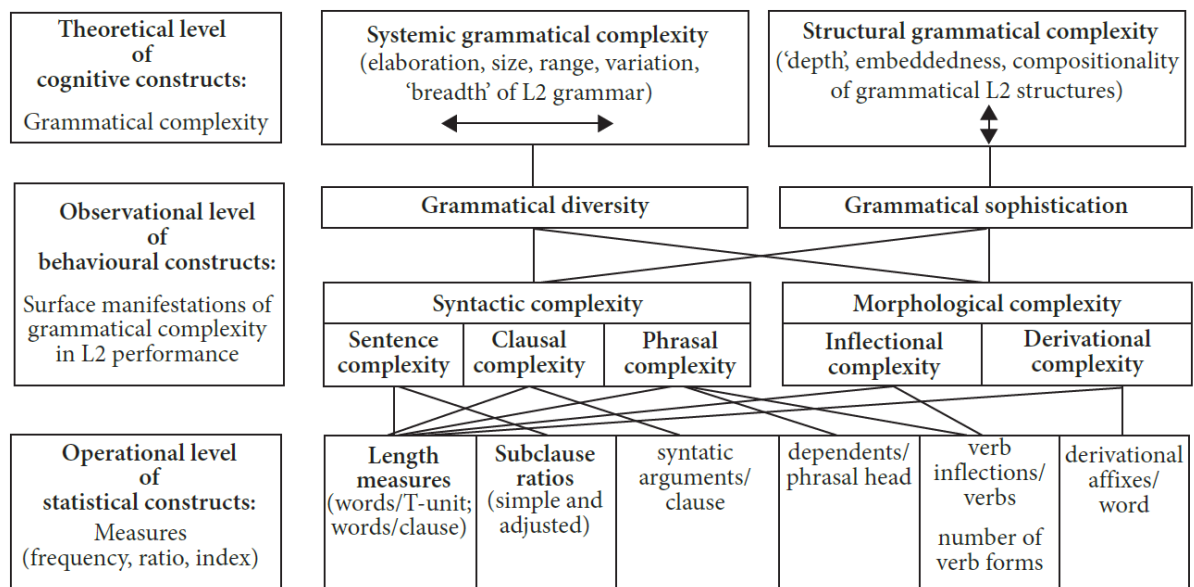 Theoretical level
of
cognitive constructs:
Grammatical complexity
Systemic grammatical complexity
(elaboration, size, range, variation,
‘breadth’ of L2 grammar)
Structural grammatical complexity
(‘depth’, embeddedness, compositionality
of grammatical L2 structures)
Observational level
of
behavioural constructs:
Surface manifestations of
grammatical complexity
in L2 performance
Grammatical diversity
Grammatical sophistication
Syntactic complexity
Sentence
complexity
Clausal
complexity
Phrasal
complexity
Morphological complexity
Inflectional
complexity
Derivational
complexity
Operational level
of
statistical constructs:
Measures
(frequency, ratio, index)
Length
measures
(words/T-unit;
words/clause)
Subclause
ratios
(simple and
adjusted)
syntatic
arguments/
clause
dependents/
phrasal head
verb
inflections/
verbs
number of
verb forms
derivational
affixes/
word